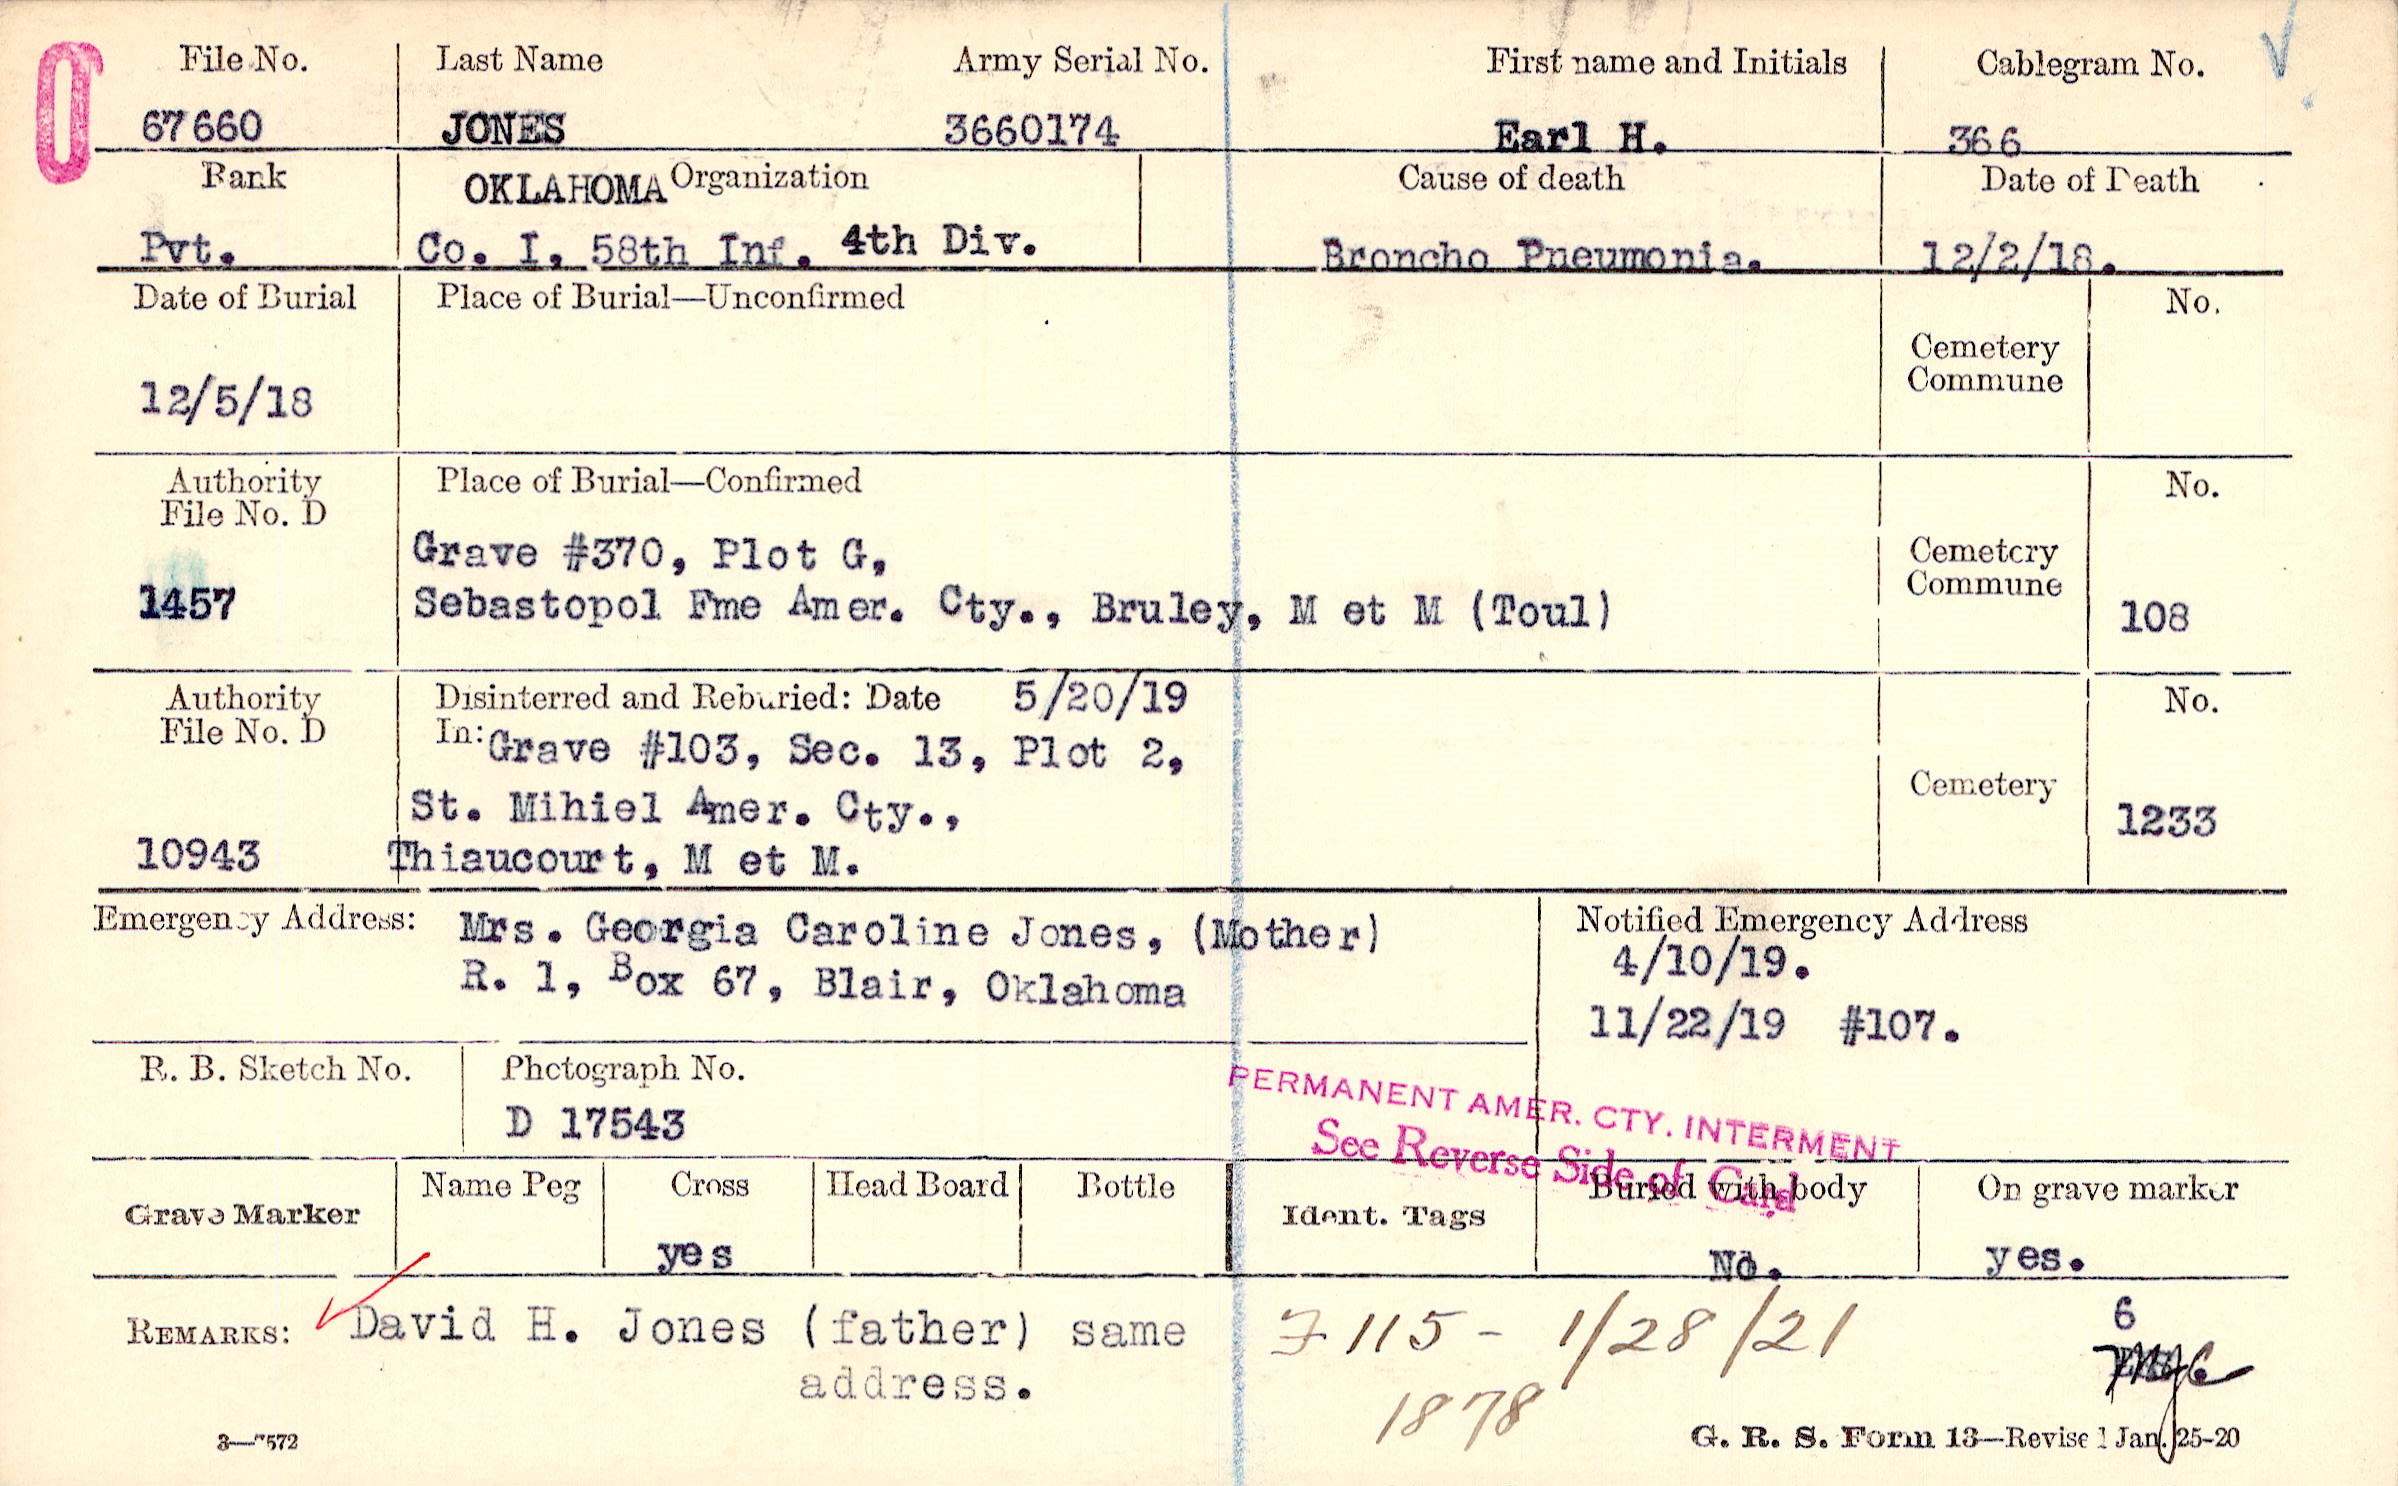 File No. Last Name Army Serial No. First name and Initials Cablegram No.
67660 JONES 3660174 Earl H. 366
Rank OKLAHOMA Organization Cause of death Date of Death
Pvt. Co. I, 58th Inf. 4th Div. Broncho Pneumonia. 12/2/18.
Date of Burial Place of Burial—Unconfirmed No.
Cemetery
Commune
12/5/18
Authority Place of Burial—Confirmed No.
File No. D
Grave #370, Plot G, Cemetery
Commune
1457 Sebastopol Fme Amer. Cty., Bruley, M et M (Toul) 108
Authority Disinterred and Reburied: Date 5/20/19 No.
File No. D In: Grave #103, Sec. 13, Plot 2,
Cemetery
St. Mihiel Amer. Cty., 1233
10943 Thiaucourt, M et M.
Emergency Address: Mrs. Georgia Caroline Jones, (Mother) Notified Emergency Address
R. 1, Box 67, Blair, Oklahoma 4/10/19.
11/22/19 #107.
R. B. Sketch No. Photograph No.
D 17543
PERMANENT AMER. CTY. INTERMENT
See Reverse Side of Card
Grave Marker Name Peg Cross Head Board Bottle Ident. Tags Buried with body On grave marker
yes No. yes.
REMARKS: David H. Jones (father) same F 115 - 1/28/21 6
address.
1878
3—7572 G. R. S. Form 13—Revised Jan. 25-20